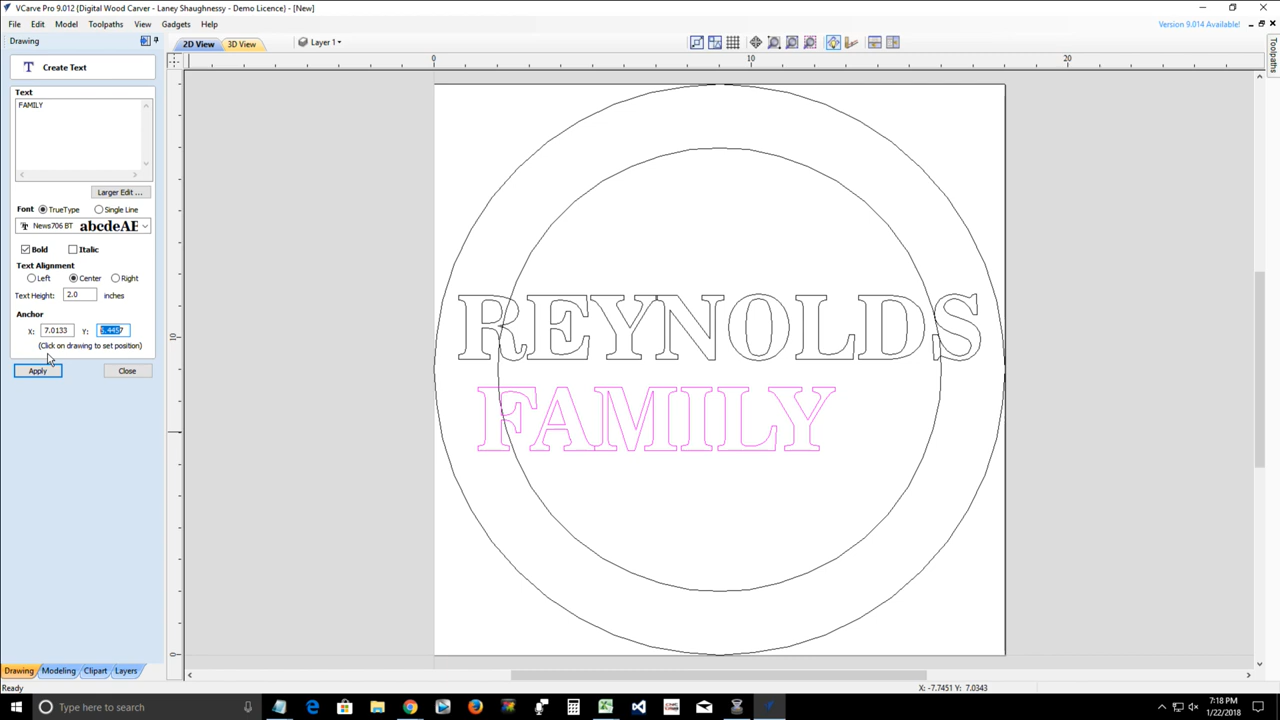 VCarve Pro 9.012 {Digital Wood Carver - Laney Shaughnessy - Demo Licence} - [New]
File Edit Model Toolpaths View Gadgets Help
Version 9.014 Available!
Drawing
2D View 3D View Layer 1
Toolpaths
Create Text
0 10 20
Text
FAMILY
Larger Edit ...
Font TrueType Single Line
News706 BT abcdeAE
Bold Italic
Text Alignment
Left Center Right
Text Height: 2.0 inches
Anchor
X: 7.0133 Y:
(Click on drawing to set position)
Apply Close
10
REYNOLDS
FAMILY
0
Drawing Modeling Clipart Layers
Ready
X: -7.7451 Y: 7.0343
Type here to search
7:18 PM
1/22/2018